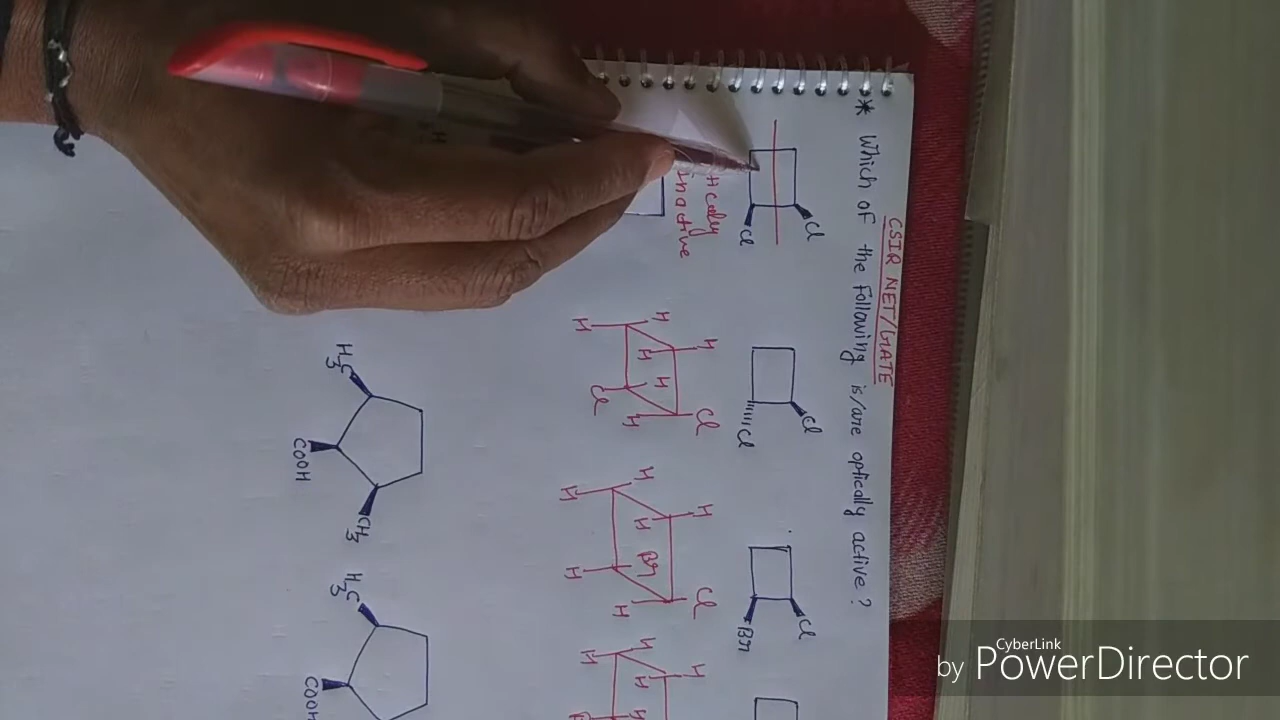 CSIR NET/GATE
* Which of the following is/are optically active?
Cl
Cl
Cl
Cl
Cl
Br
inactive
H H H H H Cl Cl H
H H H H Br H H Cl
H H H H
H
H3C COOH CH3
H3C COOH
by CyberLink PowerDirector